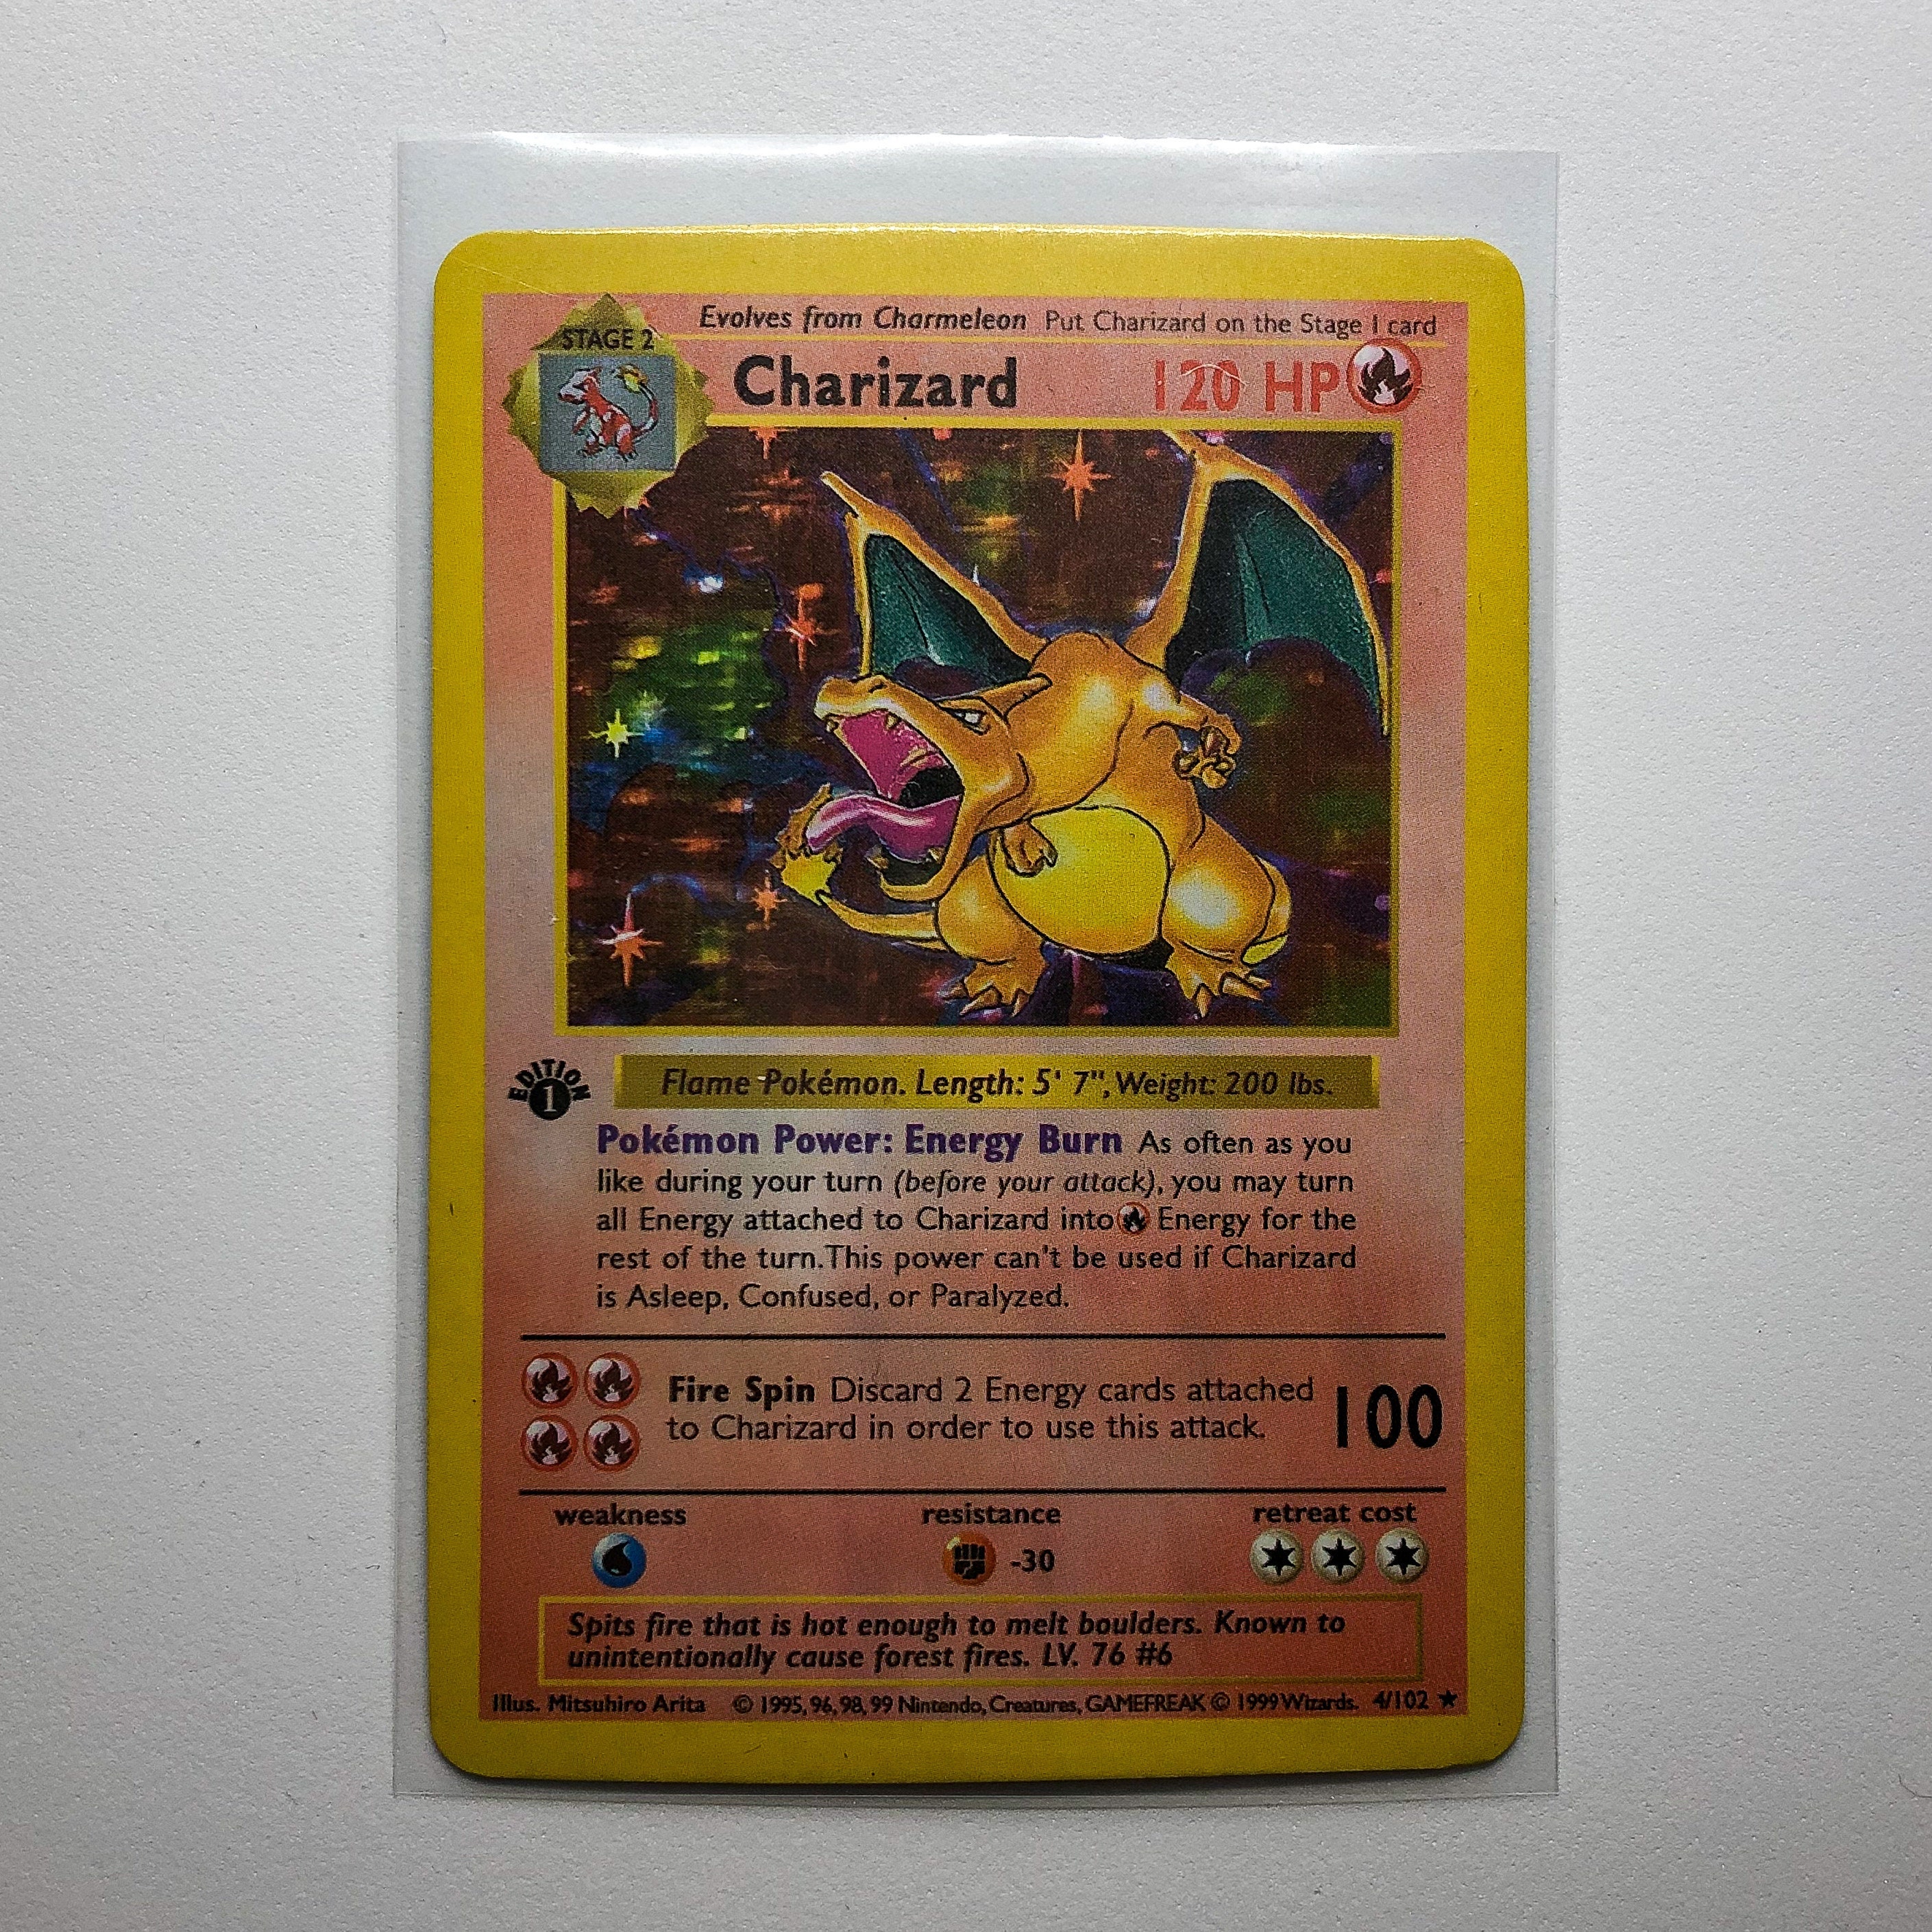 Evolves from Charmeleon Put Charizard on the Stage 1 card
STAGE 2
Charizard 120 HP
EDITION
1
Flame Pokémon. Length: 5' 7", Weight: 200 lbs.
Pokémon Power: Energy Burn As often as you
like during your turn (before your attack), you may turn
all Energy attached to Charizard into Energy for the
rest of the turn.This power can't be used if Charizard
is Asleep, Confused, or Paralyzed.
Fire Spin Discard 2 Energy cards attached
to Charizard in order to use this attack.
100
weakness resistance retreat cost
-30
Spits fire that is hot enough to melt boulders. Known to
unintentionally cause forest fires. LV. 76 #6
Illus. Mitsuhiro Arita © 1995, 96, 98, 99 Nintendo, Creatures, GAMEFREAK © 1999 Wizards. 4/102 ★